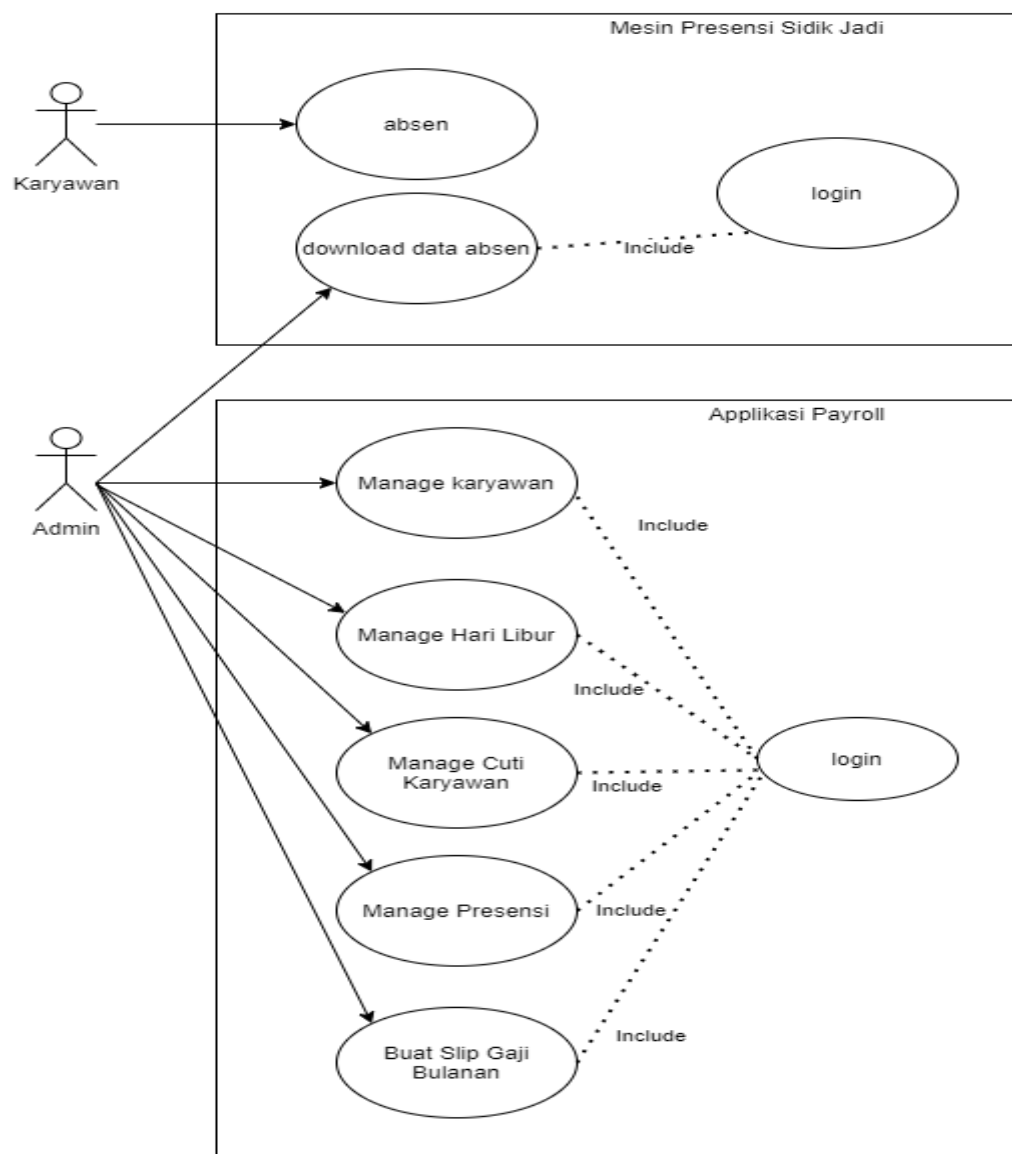 Mesin Presensi Sidik Jadi
absen
Karyawan
login
download data absen
Include
Applikasi Payroll
Admin
Manage karyawan
Include
Manage Hari Libur
Include
Manage Cuti
Karyawan
Include
login
Manage Presensi
Include
Buat Slip Gaji
Bulanan
Include